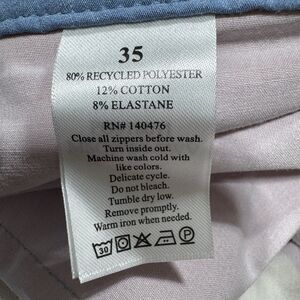 35
80% RECYCLED POLYESTER
12% COTTON
8% ELASTANE
RN# 140476
Close all zippers before wash.
Turn inside out.
Machine wash cold with
like colors.
Delicate cycle.
Do not bleach.
Tumble dry low.
Remove promptly.
Warm iron when needed.
30 P